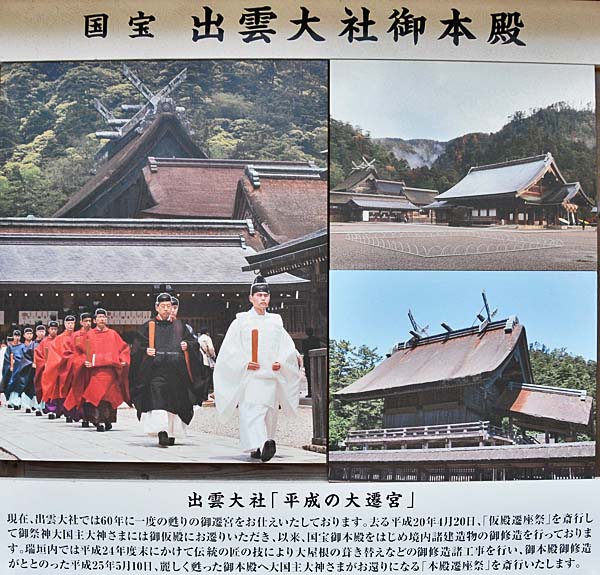 国宝 出雲大社御本殿
出雲大社「平成の大遷宮」
現在、出雲大社では60年に一度の甦りの御遷宮をお仕えいたしております。去る平成20年4月20日、「仮殿遷座祭」を斎行し
て御祭神大国主大神さまには御仮殿にお遷りいただき、以来、国宝御本殿をはじめ境内諸建造物の御修造を行っておりま
す。瑞垣内では平成24年度末にかけて伝統の匠の技により大屋根の葺き替えなどの御修造諸工事を行い、御本殿御修造
がととのった平成25年5月10日、麗しく甦った御本殿へ大国主大神さまがお還りになる「本殿遷座祭」を斎行いたします。